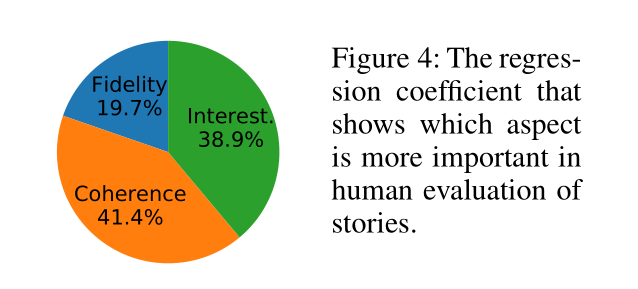 Fidelity
19.7%
Interest.
38.9%
Coherence
41.4%
Figure 4: The regres-
sion coefficient that
shows which aspect
is more important in
human evaluation of
stories.